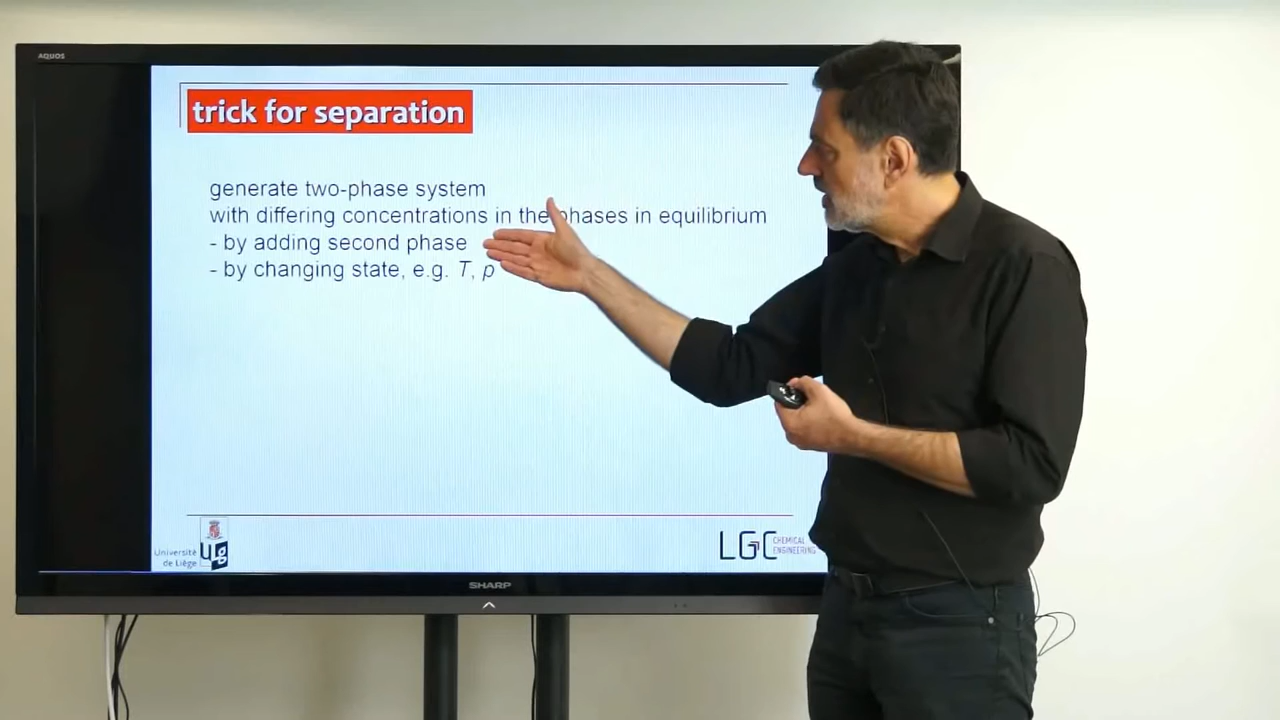 AQUOS
trick for separation
generate two-phase system
with differing concentrations in the phases in equilibrium
- by adding second phase
- by changing state, e.g. T, p
Université
de Liège
ULg
LGC
CHEMICAL
ENGINEERING
SHARP